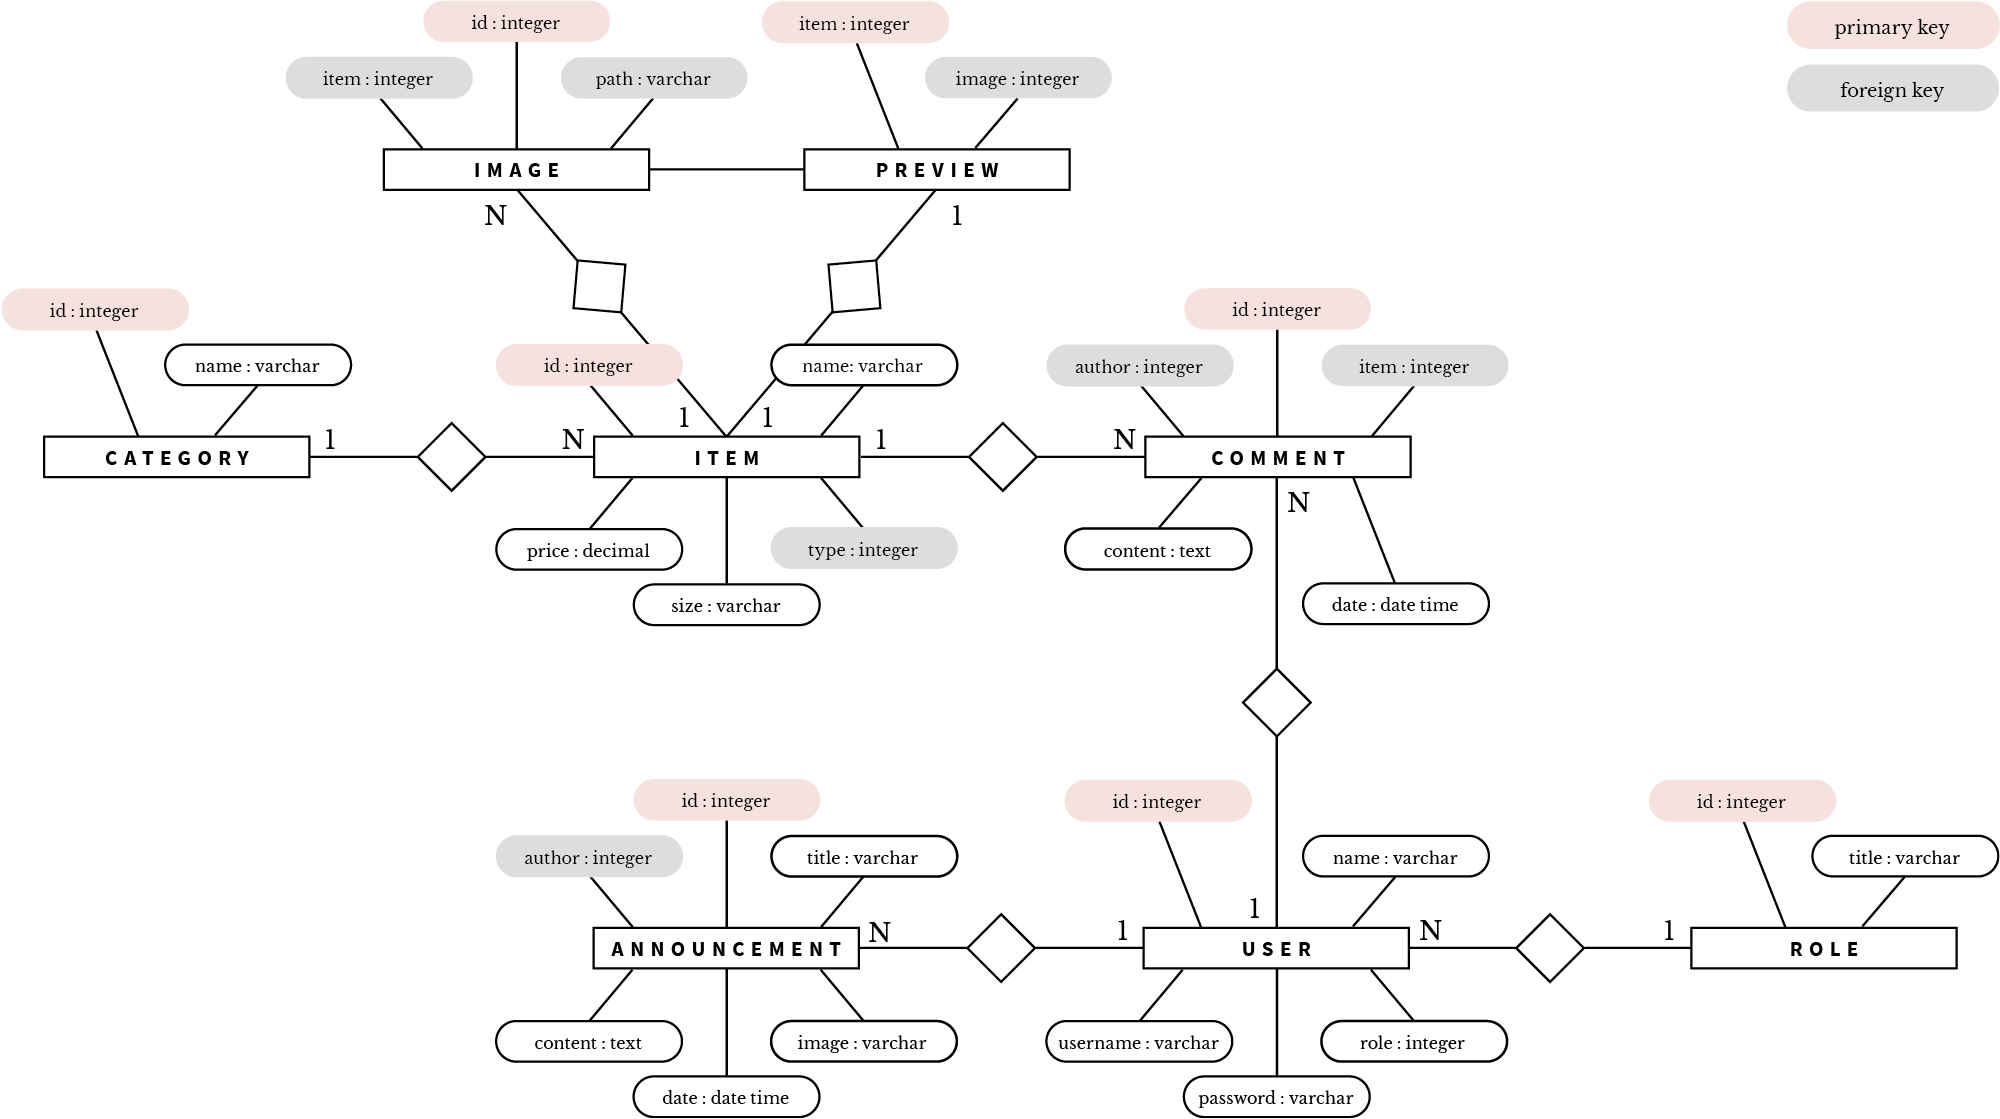 id : integer
item : integer
primary key
item : integer
path : varchar
image : integer
foreign key
IMAGE
PREVIEW
N
1
id : integer
id : integer
name : varchar
id : integer
name: varchar
author : integer
item : integer
1
1
1
N
1
N
CATEGORY
ITEM
COMMENT
N
price : decimal
type : integer
content : text
size : varchar
date : date time
id : integer
id : integer
id : integer
author : integer
title : varchar
name : varchar
title : varchar
1
N
1
N
1
ANNOUNCEMENT
USER
ROLE
content : text
image : varchar
username : varchar
role : integer
date : date time
password : varchar